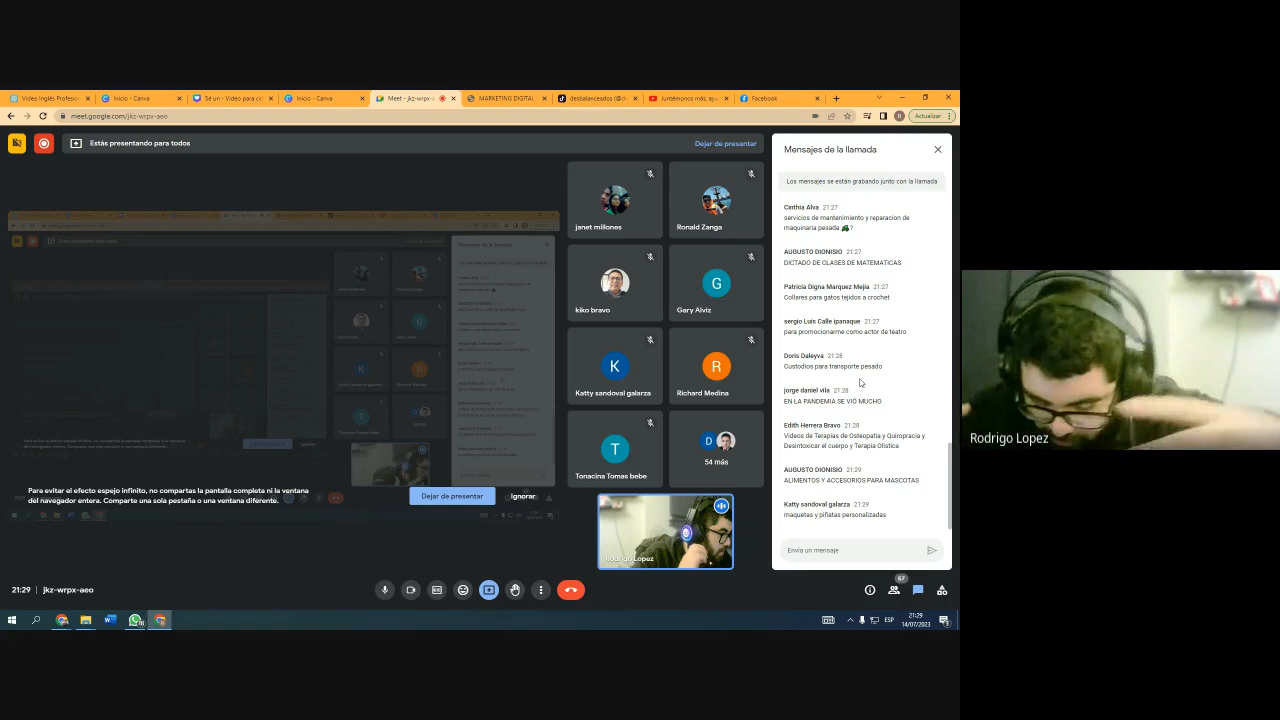 Video Inglés Profesion
Inicio - Canva
Sé un - Video para ce
Inicio - Canva
Meet - jkz-wrpx-a
MARKETING DIGITAL
desbalanceados (@de
Juntémonos más, ay
Facebook
meet.google.com/jkz-wrpx-aeo
Actualizar
Estás presentando para todos
Dejar de presentar
janet millones
Ronald Zanga
kiko bravo
G
Gary Alviz
K
Katty sandoval galarza
R
Richard Medina
T
Tonacina Tomas bebe
D
54 más
Para evitar el efecto espejo infinito, no compartas la pantalla completa ni la ventana
del navegador entera. Comparte una sola pestaña o una ventana diferente.
Dejar de presentar
Ignorar
Rodrigo Lopez
Mensajes de la llamada
Los mensajes se están grabando junto con la llamada
Cinthia Alva 21:27
servicios de mantenimiento y reparacion de
maquinaria pesada ?
AUGUSTO DIONISIO 21:27
DICTADO DE CLASES DE MATEMATICAS
Patricia Digna Marquez Mejia 21:27
Collares para gatos tejidos a crochet
sergio Luis Calle ipanaque 21:27
para promocionarme como actor de teatro
Doris Daleyva 21:28
Custodios para transporte pesado
jorge daniel vila 21:28
EN LA PANDEMIA SE VIÓ MUCHO
Edith Herrera Bravo 21:28
Videos de Terapias de Osteopatía y Quiropracia y
Desintoxicar el cuerpo y Terapia Olística
AUGUSTO DIONISIO 21:29
ALIMENTOS Y ACCESORIOS PARA MASCOTAS
Katty sandoval galarza 21:29
maquetas y piñatas personalizadas
Envía un mensaje
21:29 | jkz-wrpx-aeo
67
ESP
21:29
14/07/2023
Rodrigo Lopez